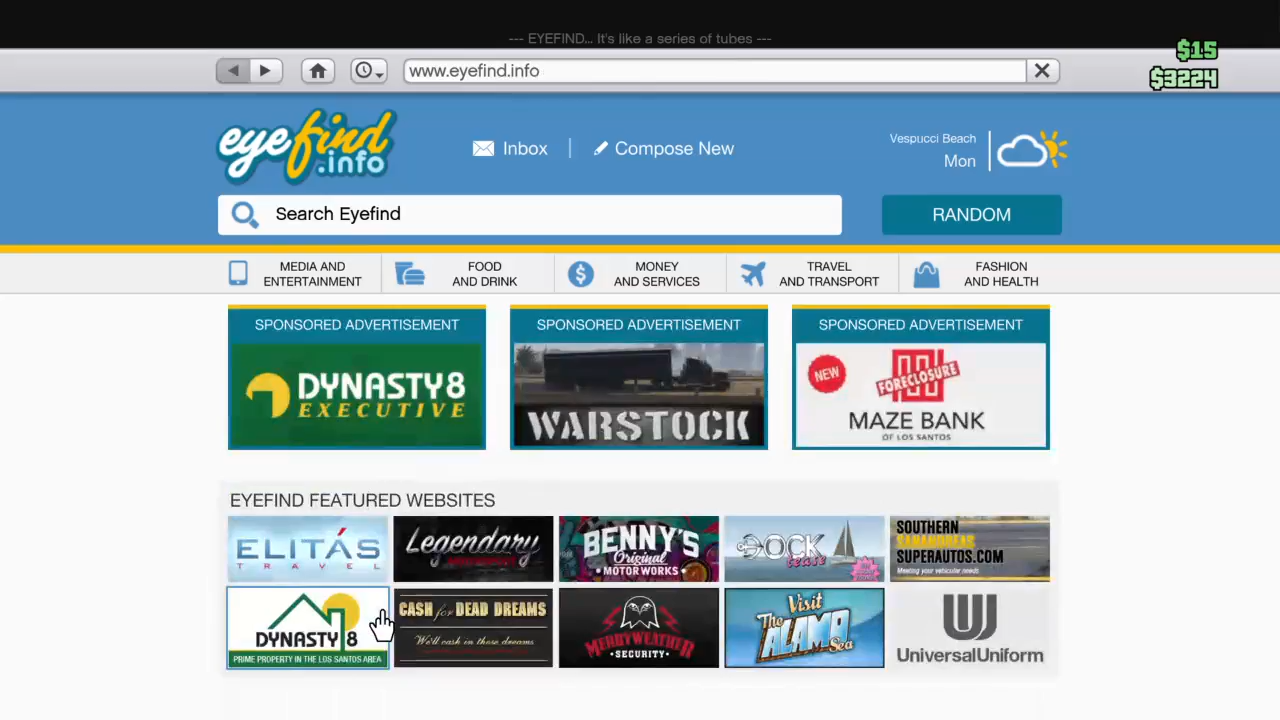 --- EYEFIND... It's like a series of tubes ---
$15
www.eyefind.info
$3224
eyefind
.info
Inbox
Compose New
Vespucci Beach
Mon
Search Eyefind
RANDOM
MEDIA AND
ENTERTAINMENT
FOOD
AND DRINK
MONEY
AND SERVICES
TRAVEL
AND TRANSPORT
FASHION
AND HEALTH
SPONSORED ADVERTISEMENT
DYNASTY 8
EXECUTIVE
SPONSORED ADVERTISEMENT
WARSTOCK
SPONSORED ADVERTISEMENT
NEW
FORECLOSURE
MAZE BANK
OF LOS SANTOS
EYEFIND FEATURED WEBSITES
ELITÁS
TRAVEL
Legendary
BENNY'S
Original
MOTOR WORKS
DOCK
tease
SOUTHERN
SAN ANDREAS
SUPERAUTOS.COM
Meeting your vehicular needs
DYNASTY 8
PRIME PROPERTY IN THE LOS SANTOS AREA
CASH for DEAD DREAMS
We'll cash in those dreams
MERRYWEATHER
SECURITY
Visit
The
ALAMO
Sea
UniversalUniform